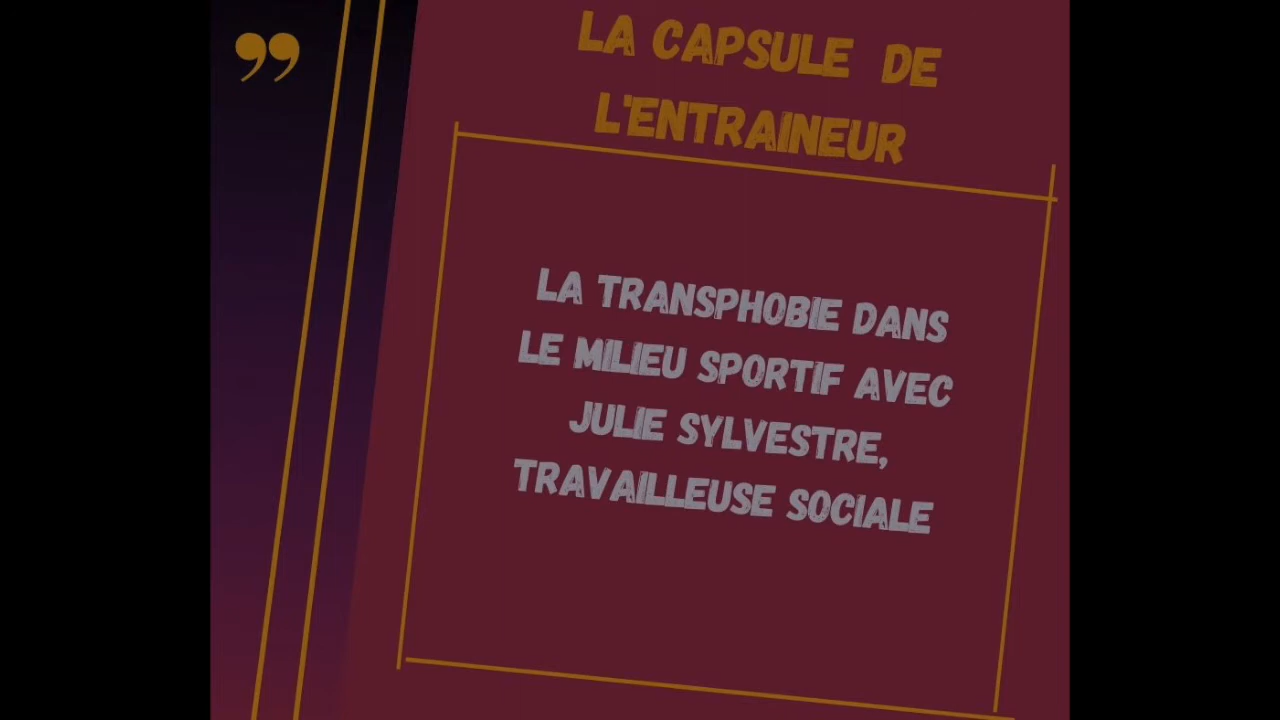 LA CAPSULE DE
L'ENTRAINEUR
LA TRANSPHOBIE DANS
LE MILIEU SPORTIF AVEC
JULIE SYLVESTRE,
TRAVAILLEUSE SOCIALE